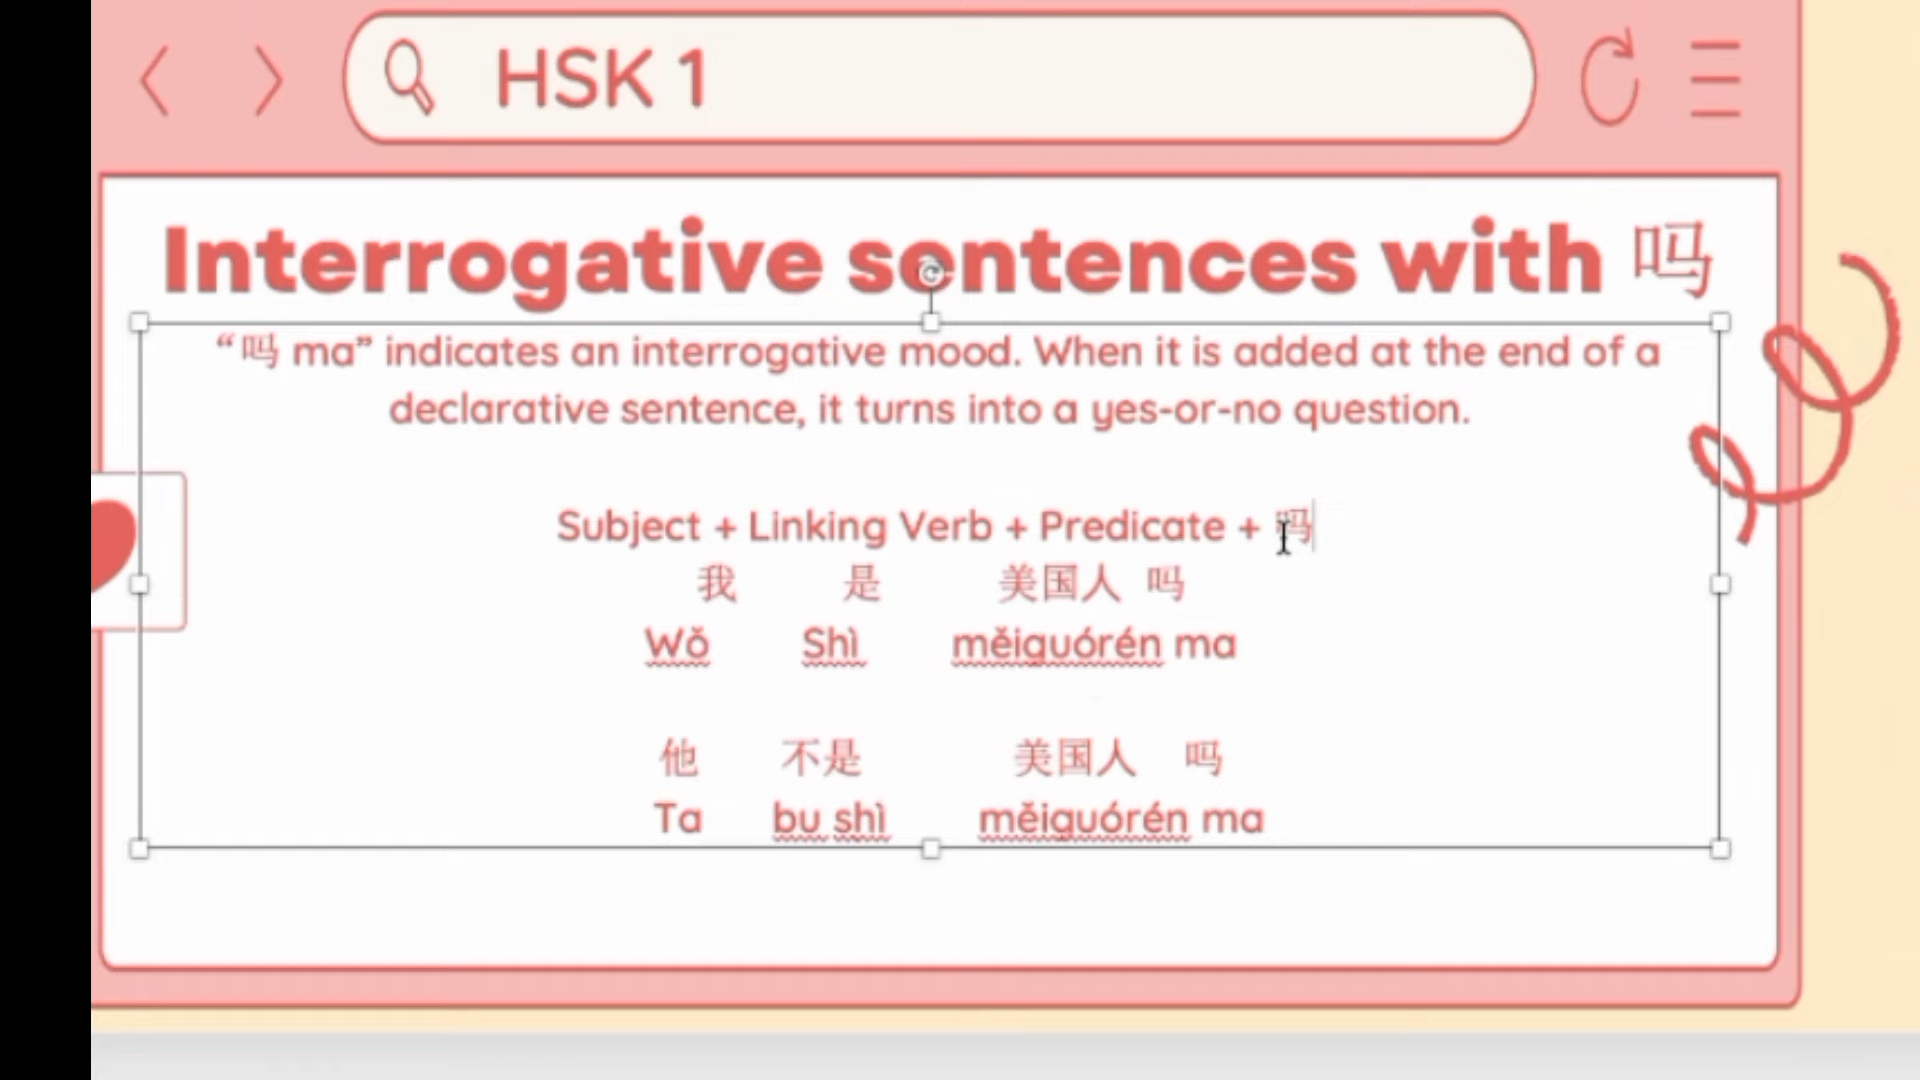 HSK 1
Interrogative sentences with 吗
“吗 ma” indicates an interrogative mood. When it is added at the end of a
declarative sentence, it turns into a yes-or-no question.
Subject + Linking Verb + Predicate + 吗
我 是 美国人 吗
Wǒ Shì měiguórén ma
他 不是 美国人 吗
Ta bu shì měiguórén ma